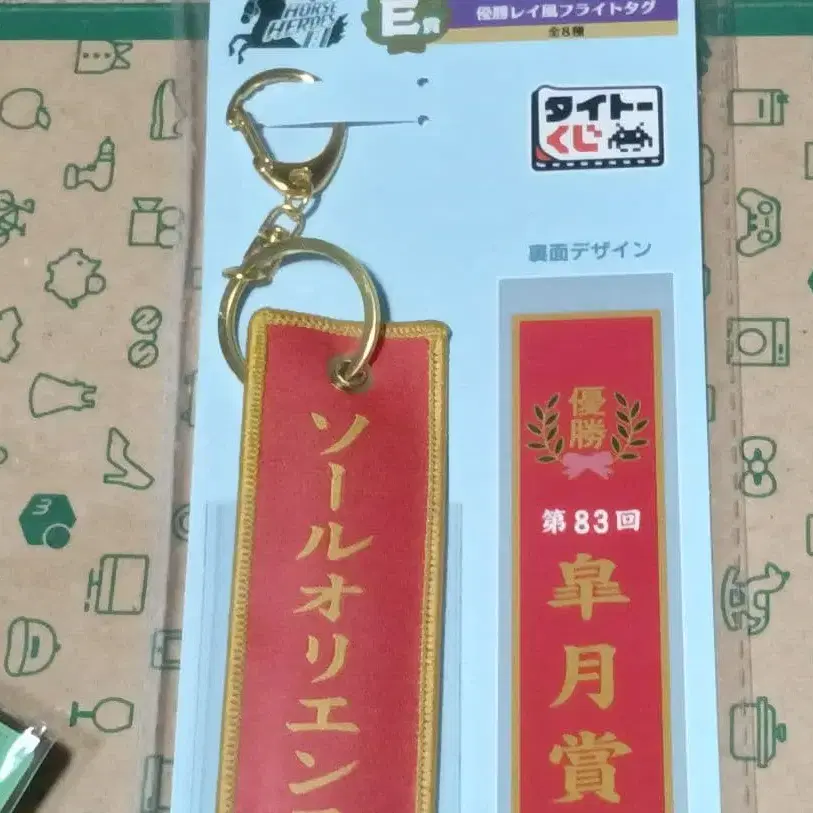 HORSE HEROES
E賞
優勝レイ風フライトタグ
全8種
タイトー
くじ
裏面デザイン
ソールオリエン
優勝
第83回
皐月賞
3